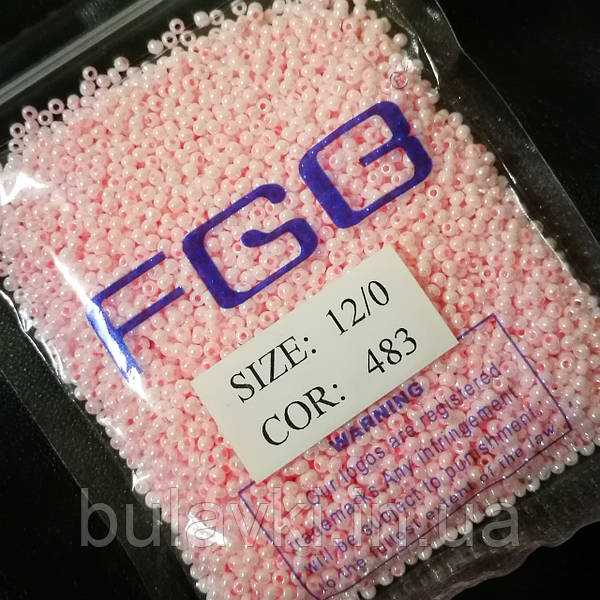 ®
FGB
SIZE: 12/0
COR: 483
WARNING
Our logos are registered
trademarks Any infringement
will be subject to punishment
to the fullest extent of the law
bulavki.in.ua